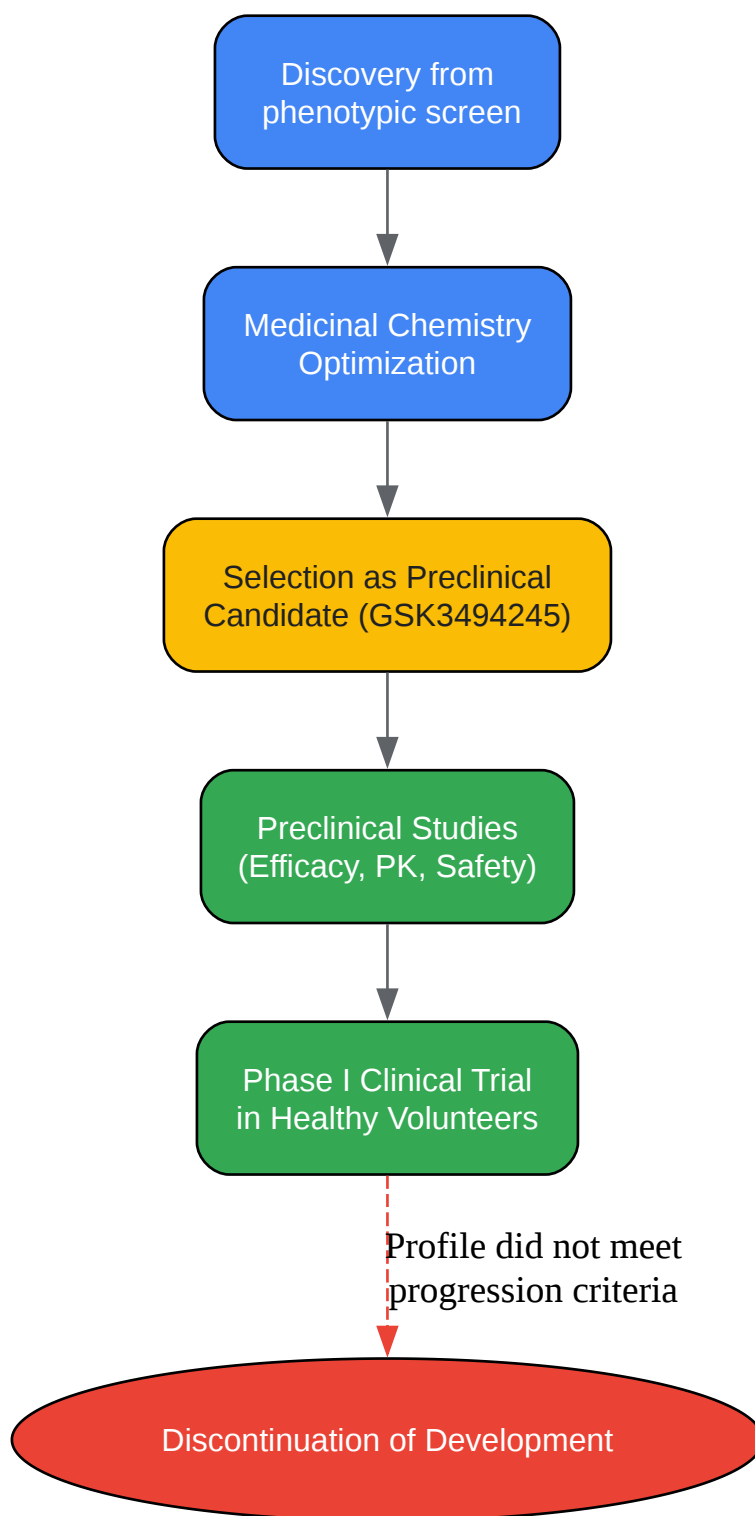 Discovery from
phenotypic screen
Medicinal Chemistry
Optimization
Selection as Preclinical
Candidate (GSK3494245)
Preclinical Studies
(Efficacy, PK, Safety)
Phase I Clinical Trial
in Healthy Volunteers
Profile did not meet
progression criteria
Discontinuation of Development